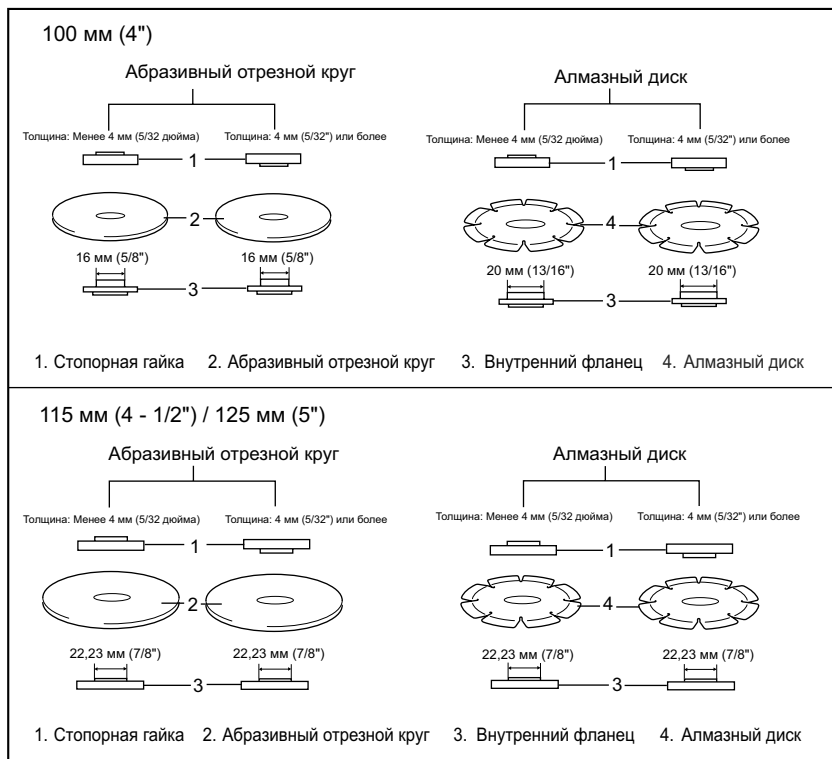 100 мм (4")
Абразивный отрезной круг
Алмазный диск
Толщина: Менее 4 мм (5/32 дюйма) Толщина: 4 мм (5/32") или более
Толщина: Менее 4 мм (5/32 дюйма) Толщина: 4 мм (5/32") или более
1
1
2
4
16 мм (5/8") 16 мм (5/8")
20 мм (13/16") 20 мм (13/16")
3
3
1. Стопорная гайка 2. Абразивный отрезной круг 3. Внутренний фланец 4. Алмазный диск
115 мм (4 - 1/2") / 125 мм (5")
Абразивный отрезной круг
Алмазный диск
Толщина: Менее 4 мм (5/32 дюйма) Толщина: 4 мм (5/32") или более
Толщина: Менее 4 мм (5/32 дюйма) Толщина: 4 мм (5/32") или более
1
1
2
4
22,23 мм (7/8") 22,23 мм (7/8")
22,23 мм (7/8") 22,23 мм (7/8")
3
3
1. Стопорная гайка 2. Абразивный отрезной круг 3. Внутренний фланец 4. Алмазный диск